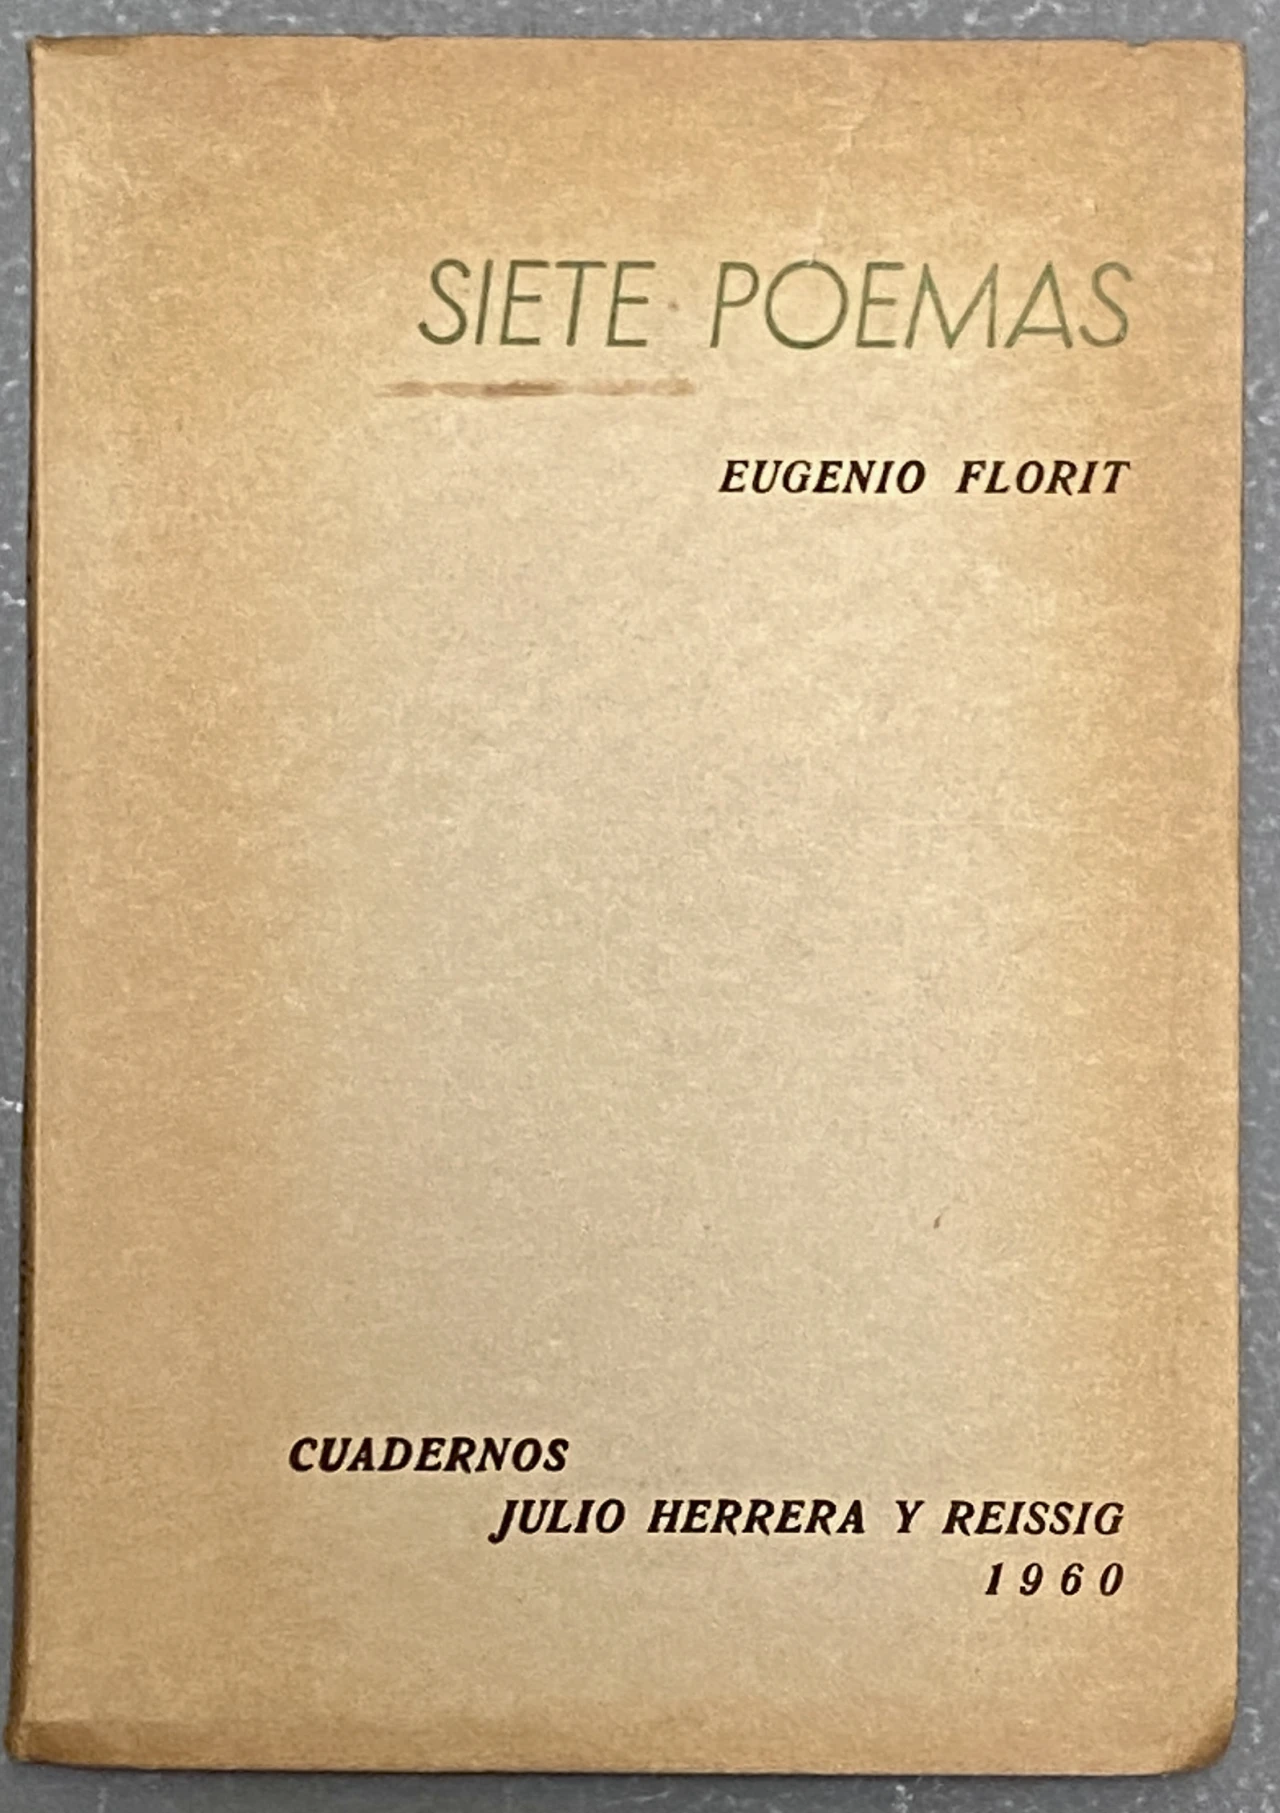 SIETE POEMAS
EUGENIO FLORIT
CUADERNOS
JULIO HERRERA Y REISSIG
1960